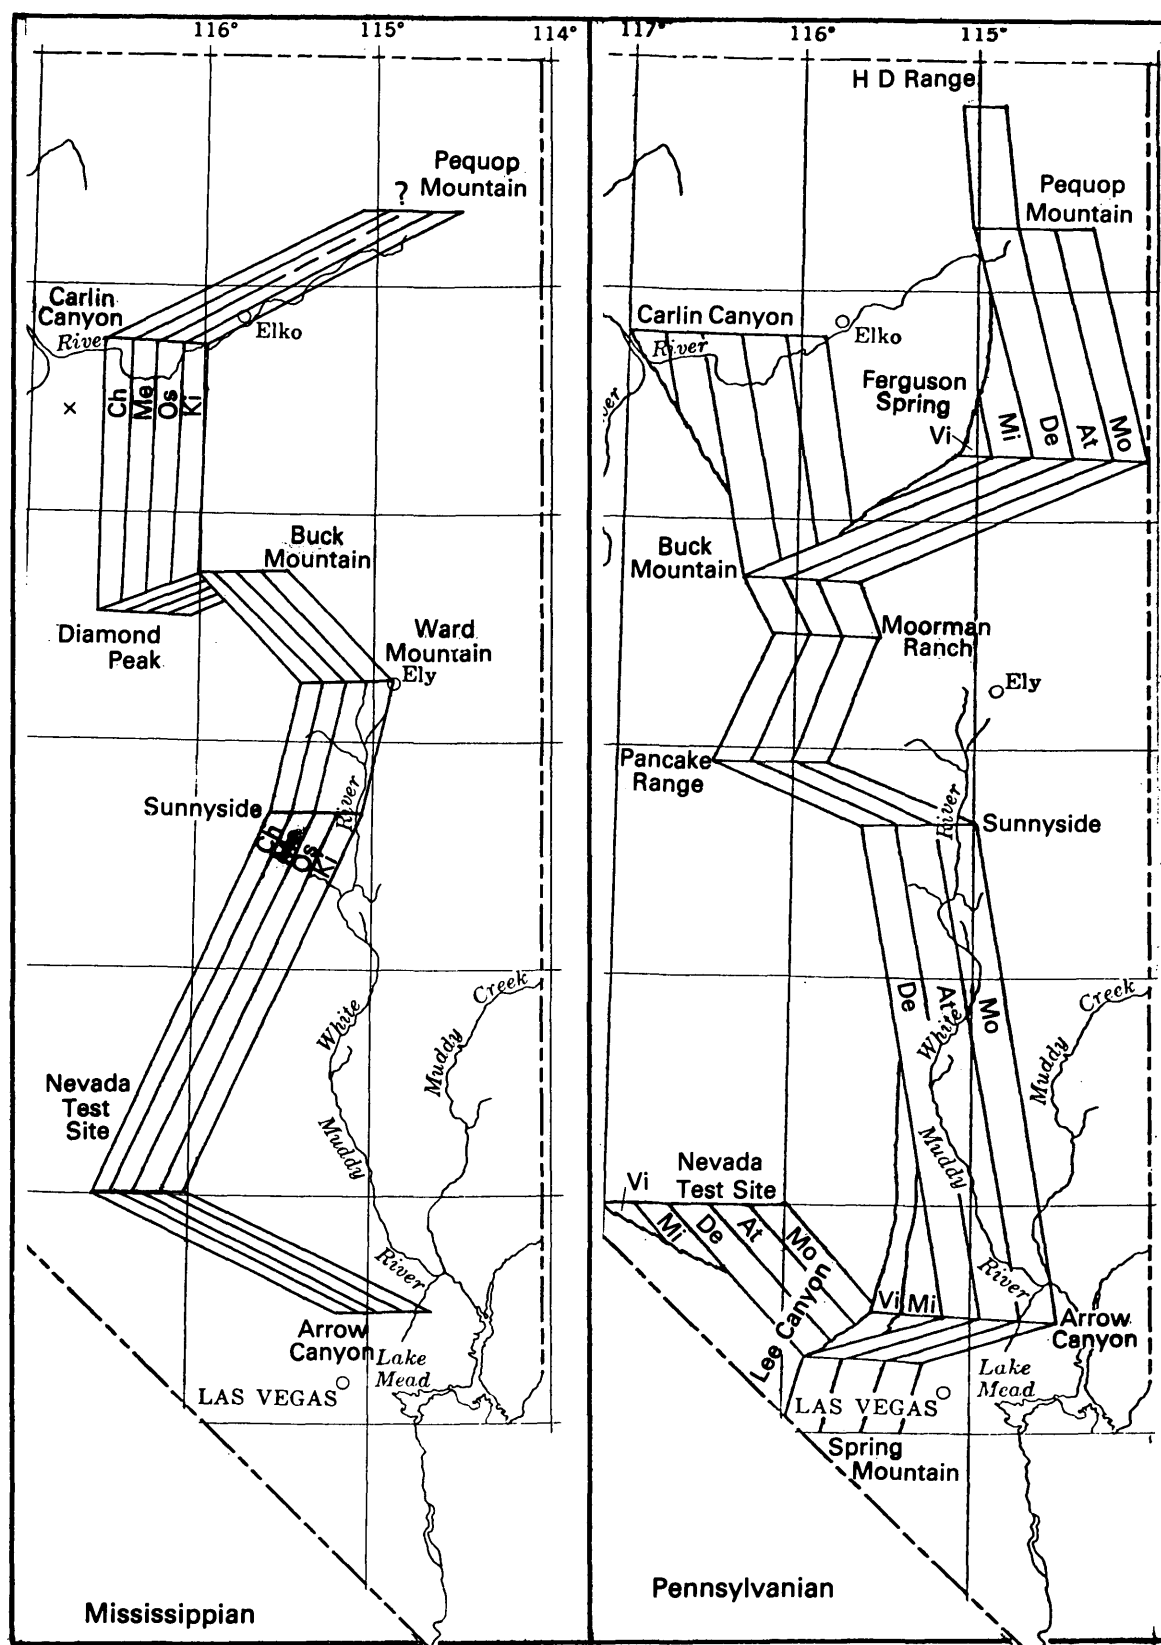 116°
115°
114°
Pequop
Mountain
?
Carlin
Canyon
River
Elko
Ch
Me
Os
Ki
×
Buck
Mountain
Diamond
Peak
Ward
Mountain
Ely
Sunnyside
River
Ch
Os
Ki
Creek
White
Muddy
Nevada
Test
Site
Muddy
River
Arrow
Canyon
Lake
Mead
LAS VEGAS
Mississippian
117°
116°
115°
H D Range
Pequop
Mountain
Carlin Canyon
Elko
River
Ferguson
Spring
Vi
Mi
De
At
Mo
Buck
Mountain
Moorman
Ranch
Ely
Pancake
Range
River
Sunnyside
De
At
Mo
Creek
White
Muddy
Muddy
Nevada
Test Site
Vi
Mi
De
At
Mo
River
Vi
Mi
Lee Canyon
Arrow
Canyon
Lake
Mead
LAS VEGAS
Spring
Mountain
Pennsylvanian